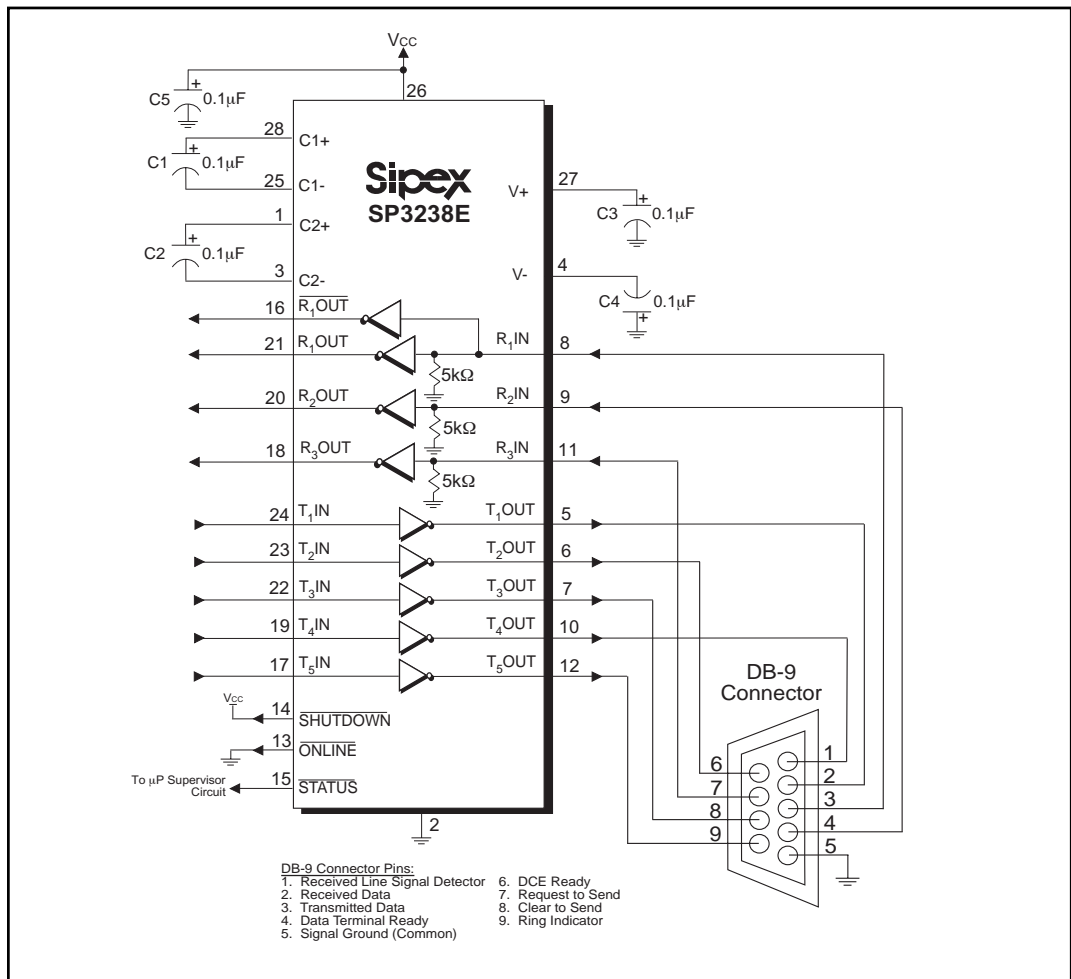 VCC
26
C5
+
0.1µF
28
C1+
C1
+
0.1µF
25
C1-
1
C2+
C2
+
0.1µF
3
C2-
Sipex
SP3238E
V+
27
C3
+
0.1µF
V-
4
C4
0.1µF
+
16
R1OUT
21
R1OUT
R1IN
8
5kΩ
20
R2OUT
R2IN
9
5kΩ
18
R3OUT
R3IN
11
5kΩ
24
T1IN
T1OUT
5
23
T2IN
T2OUT
6
22
T3IN
T3OUT
7
19
T4IN
T4OUT
10
17
T5IN
T5OUT
12
VCC
14
SHUTDOWN
13
ONLINE
To µP Supervisor
Circuit
15
STATUS
2
DB-9
Connector
6
7
8
9
1
2
3
4
5
DB-9 Connector Pins:
1. Received Line Signal Detector
2. Received Data
3. Transmitted Data
4. Data Terminal Ready
5. Signal Ground (Common)
6. DCE Ready
7. Request to Send
8. Clear to Send
9. Ring Indicator